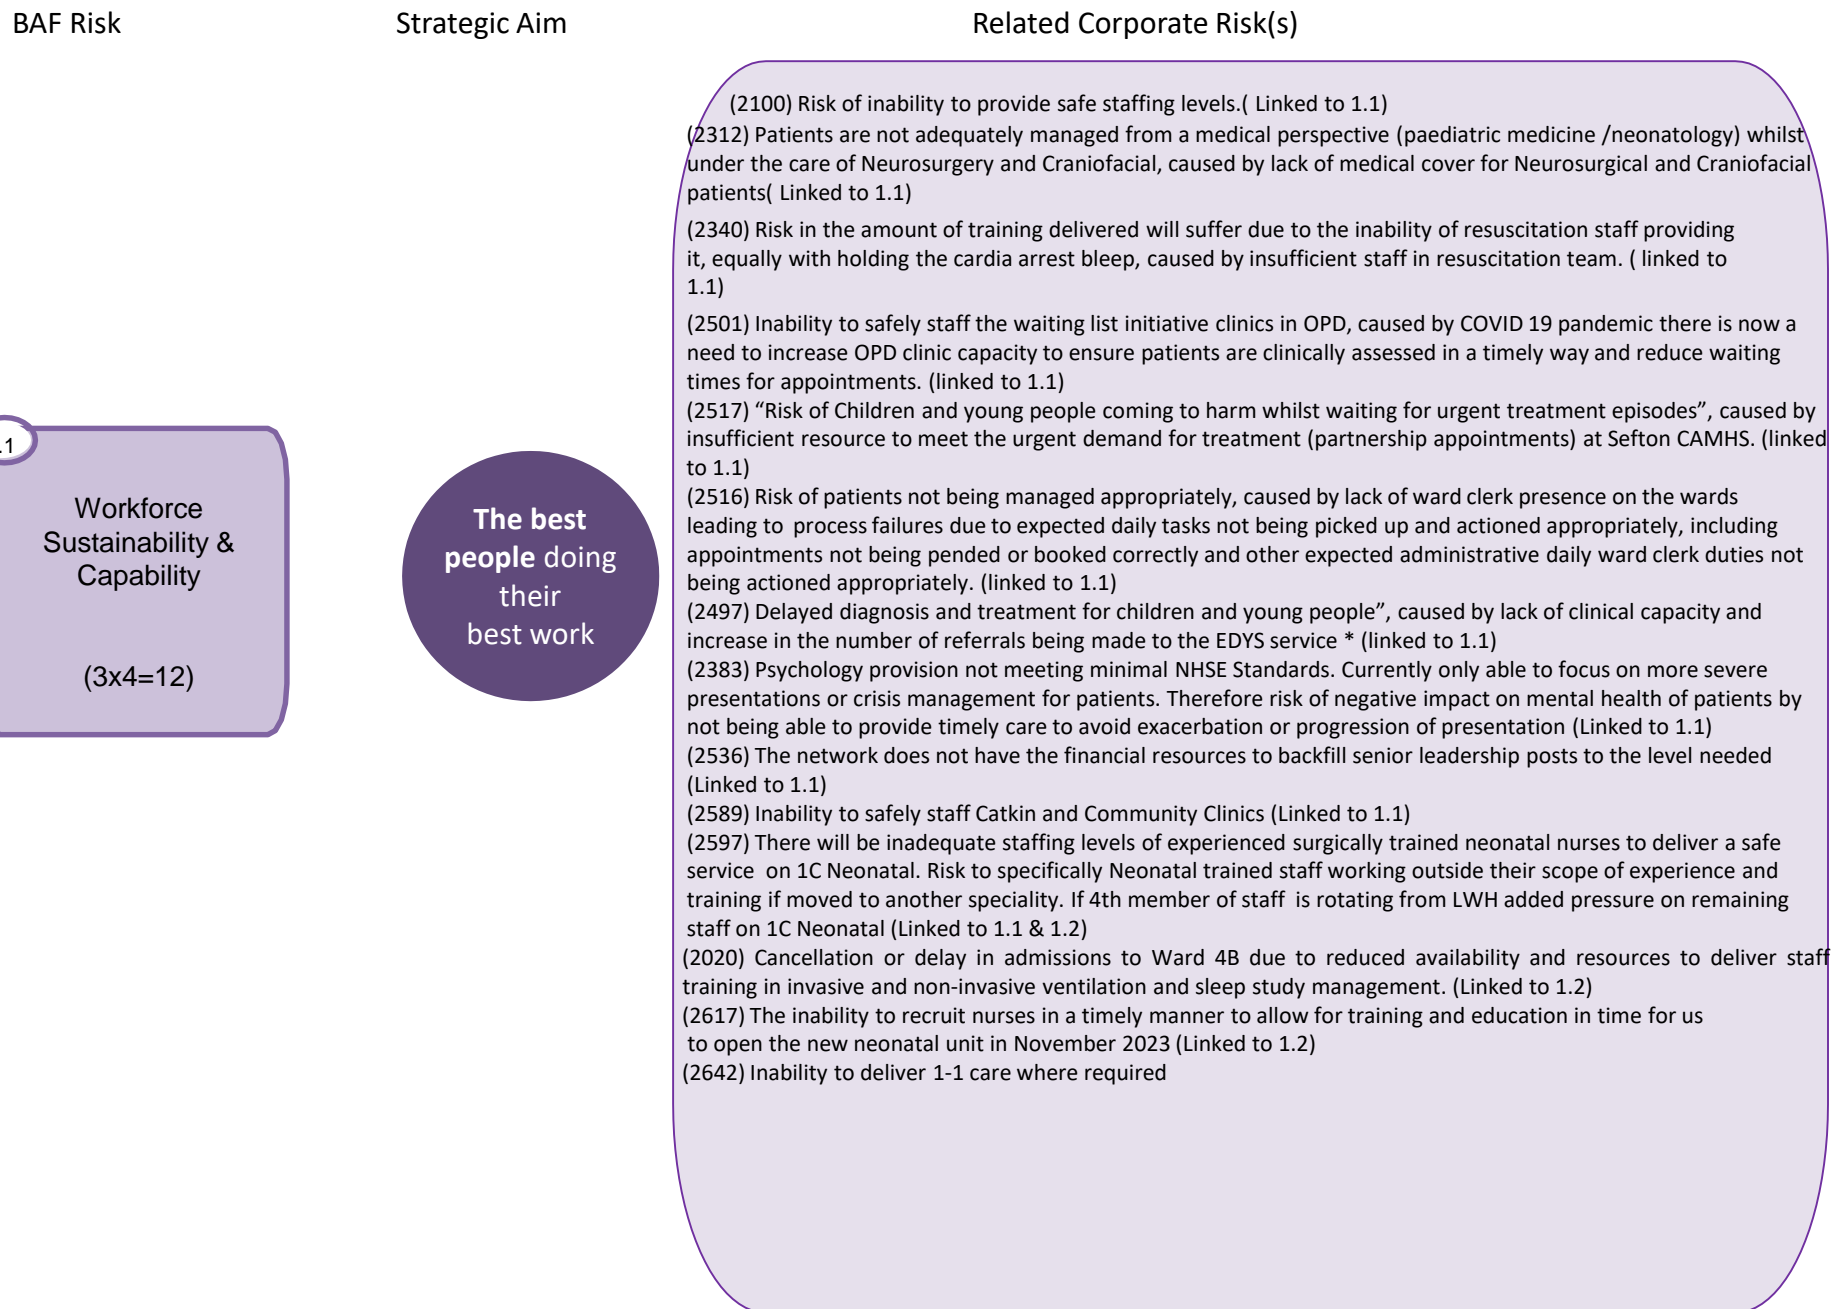 BAF Risk
Strategic Aim
Related Corporate Risk(s)
.1
Workforce
Sustainability &
Capability
(3x4=12)
The best
people doing
their
best work
(2100) Risk of inability to provide safe staffing levels.( Linked to 1.1)
(2312) Patients are not adequately managed from a medical perspective (paediatric medicine /neonatology) whilst
under the care of Neurosurgery and Craniofacial, caused by lack of medical cover for Neurosurgical and Craniofacial
patients( Linked to 1.1)
(2340) Risk in the amount of training delivered will suffer due to the inability of resuscitation staff providing
it, equally with holding the cardia arrest bleep, caused by insufficient staff in resuscitation team. ( linked to
1.1)
(2501) Inability to safely staff the waiting list initiative clinics in OPD, caused by COVID 19 pandemic there is now a
need to increase OPD clinic capacity to ensure patients are clinically assessed in a timely way and reduce waiting
times for appointments. (linked to 1.1)
(2517) “Risk of Children and young people coming to harm whilst waiting for urgent treatment episodes”, caused by
insufficient resource to meet the urgent demand for treatment (partnership appointments) at Sefton CAMHS. (linked
to 1.1)
(2516) Risk of patients not being managed appropriately, caused by lack of ward clerk presence on the wards
leading to process failures due to expected daily tasks not being picked up and actioned appropriately, including
appointments not being pended or booked correctly and other expected administrative daily ward clerk duties not
being actioned appropriately. (linked to 1.1)
(2497) Delayed diagnosis and treatment for children and young people”, caused by lack of clinical capacity and
increase in the number of referrals being made to the EDYS service * (linked to 1.1)
(2383) Psychology provision not meeting minimal NHSE Standards. Currently only able to focus on more severe
presentations or crisis management for patients. Therefore risk of negative impact on mental health of patients by
not being able to provide timely care to avoid exacerbation or progression of presentation (Linked to 1.1)
(2536) The network does not have the financial resources to backfill senior leadership posts to the level needed
(Linked to 1.1)
(2589) Inability to safely staff Catkin and Community Clinics (Linked to 1.1)
(2597) There will be inadequate staffing levels of experienced surgically trained neonatal nurses to deliver a safe
service on 1C Neonatal. Risk to specifically Neonatal trained staff working outside their scope of experience and
training if moved to another speciality. If 4th member of staff is rotating from LWH added pressure on remaining
staff on 1C Neonatal (Linked to 1.1 & 1.2)
(2020) Cancellation or delay in admissions to Ward 4B due to reduced availability and resources to deliver staff
training in invasive and non-invasive ventilation and sleep study management. (Linked to 1.2)
(2617) The inability to recruit nurses in a timely manner to allow for training and education in time for us
to open the new neonatal unit in November 2023 (Linked to 1.2)
(2642) Inability to deliver 1-1 care where required